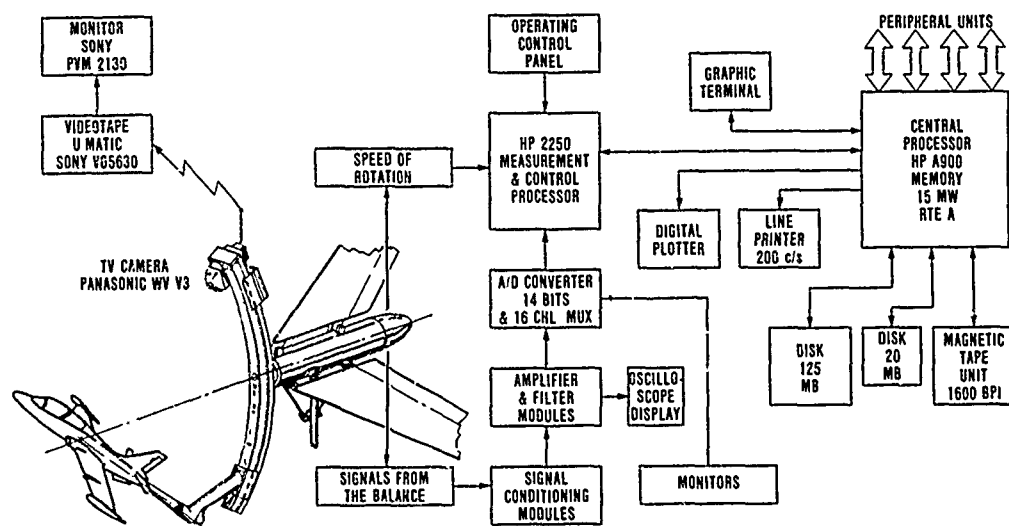 MONITOR
SONY
PVM 2130
VIDEOTAPE
U MATIC
SONY VO5630
TV CAMERA
PANASONIC WV V3
OPERATING
CONTROL
PANEL
SPEED OF
ROTATION
HP 2250
MEASUREMENT
& CONTROL
PROCESSOR
A/D CONVERTER
14 BITS
& 16 CHL MUX
AMPLIFIER
& FILTER
MODULES
OSCILLO-
SCOPE
DISPLAY
SIGNALS FROM
THE BALANCE
SIGNAL
CONDITIONING
MODULES
MONITORS
PERIPHERAL UNITS
GRAPHIC
TERMINAL
CENTRAL
PROCESSOR
HP A900
MEMORY
15 MW
RTE A
DIGITAL
PLOTTER
LINE
PRINTER
200 c/s
DISK
125
MB
DISK
20
MB
MAGNETIC
TAPE
UNIT
1600 BPI